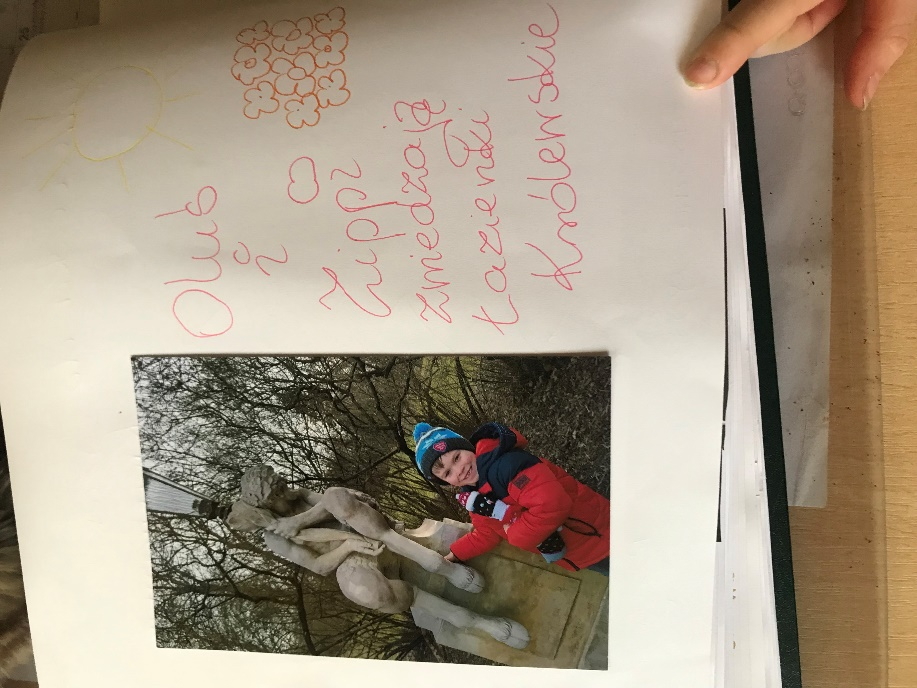 Oluś
i
Zippi
zwiedzają
Łazienki
Królewskie